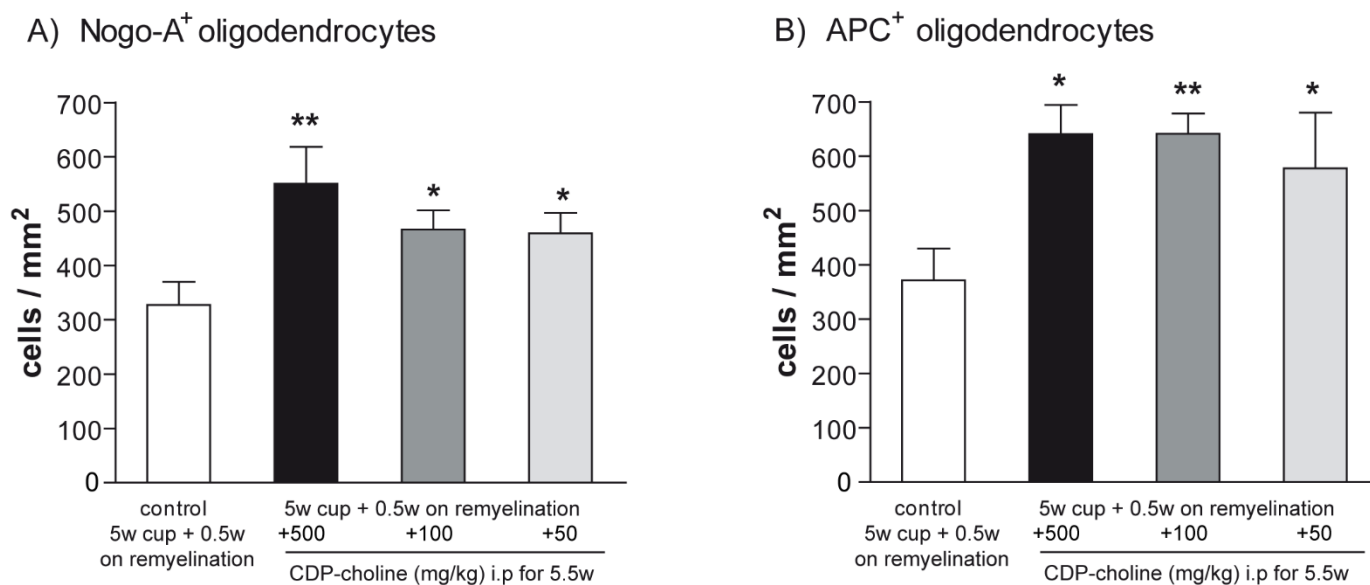 A) Nogo-A⁺ oligodendrocytes
cells / mm²
700
600
500
400
300
200
100
0
**
*
*
control
5w cup + 0.5w
on remyelination
5w cup + 0.5w on remyelination
+500 +100 +50
CDP-choline (mg/kg) i.p for 5.5w
B) APC⁺ oligodendrocytes
cells / mm²
700
600
500
400
300
200
100
0
*
**
*
control
5w cup + 0.5w
on remyelination
5w cup + 0.5w on remyelination
+500 +100 +50
CDP-choline (mg/kg) i.p for 5.5w